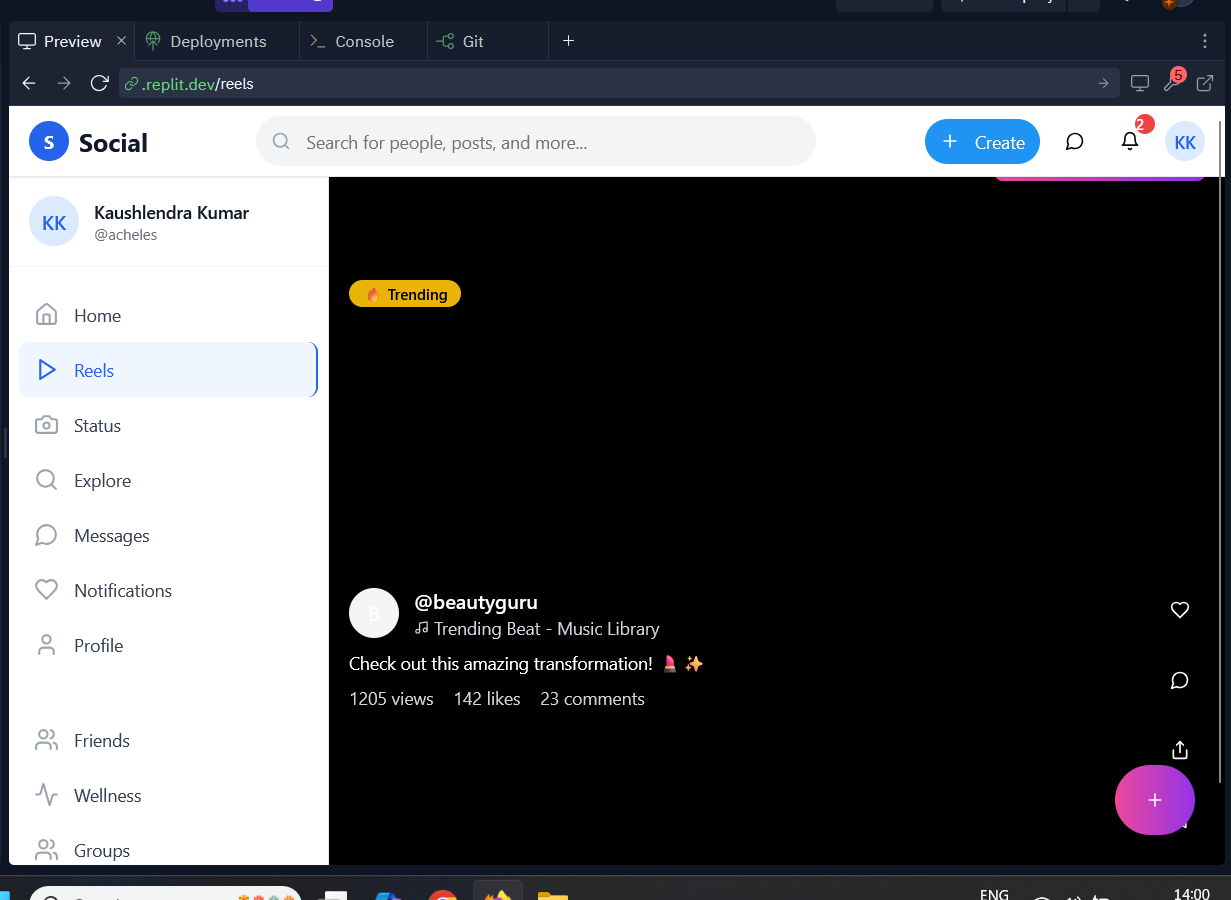 Preview
Deployments
Console
Git
.replit.dev/reels
5
S
Social
Search for people, posts, and more...
Create
2
KK
KK
Kaushlendra Kumar
@acheles
Home
Reels
Status
Explore
Messages
Notifications
Profile
Friends
Wellness
Groups
🔥 Trending
B
@beautyguru
Trending Beat - Music Library
Check out this amazing transformation! 💄 ✨
1205 views 142 likes 23 comments
ENG
14:00